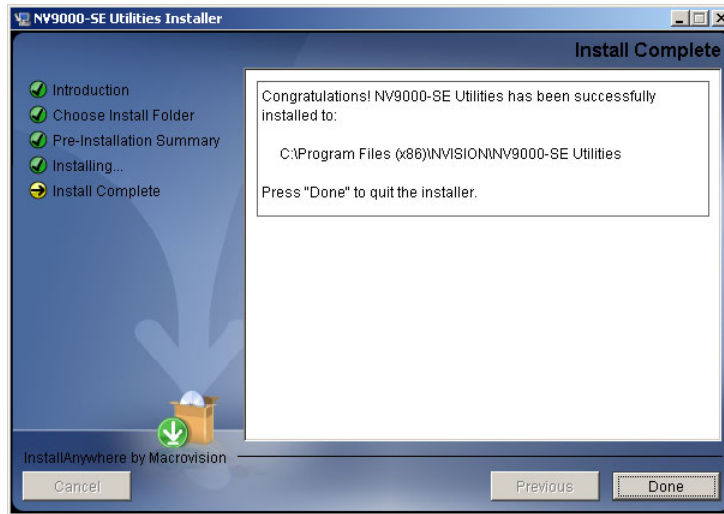 NV9000-SE Utilities Installer
Install Complete
Introduction
Choose Install Folder
Pre-Installation Summary
Installing...
Install Complete
Congratulations! NV9000-SE Utilities has been successfully
installed to:
C:\Program Files (x86)\NVISION\NV9000-SE Utilities
Press "Done" to quit the installer.
InstallAnywhere by Macrovision
Cancel
Previous
Done